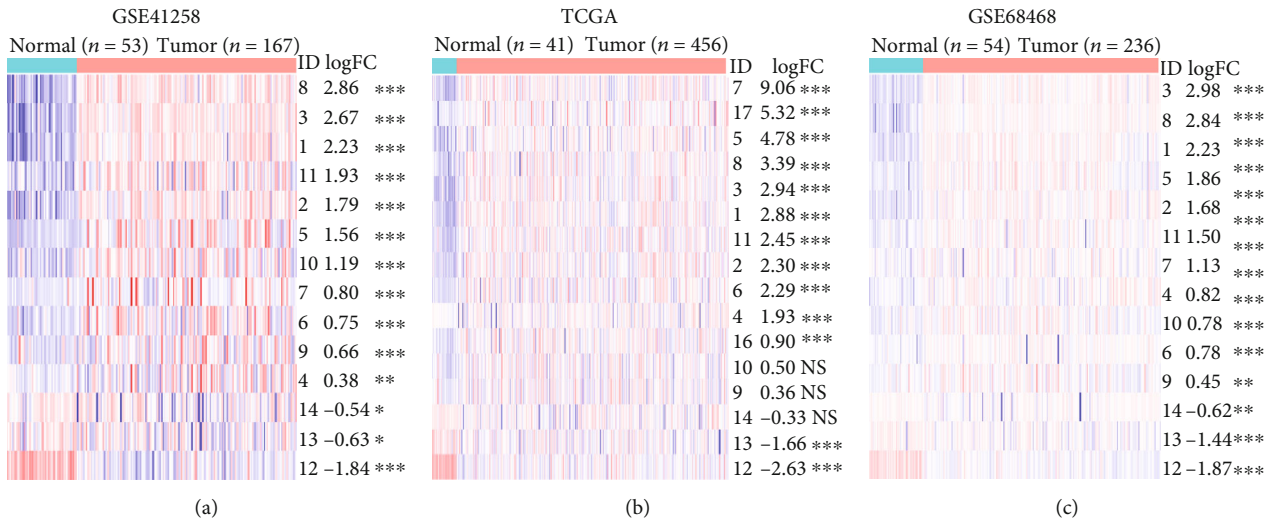 GSE41258
Normal (n = 53) Tumor (n = 167)
ID logFC
8 2.86 ***
3 2.67 ***
1 2.23 ***
11 1.93 ***
2 1.79 ***
5 1.56 ***
10 1.19 ***
7 0.80 ***
6 0.75 ***
9 0.66 ***
4 0.38 **
14 –0.54 *
13 –0.63 *
12 –1.84 ***
(a)
TCGA
Normal (n = 41) Tumor (n = 456)
ID logFC
7 9.06 ***
17 5.32 ***
5 4.78 ***
8 3.39 ***
3 2.94 ***
1 2.88 ***
11 2.45 ***
2 2.30 ***
6 2.29 ***
4 1.93 ***
16 0.90 ***
10 0.50 NS
9 0.36 NS
14 –0.33 NS
13 –1.66 ***
12 –2.63 ***
(b)
GSE68468
Normal (n = 54) Tumor (n = 236)
ID logFC
3 2.98 ***
8 2.84 ***
1 2.23 ***
5 1.86 ***
2 1.68 ***
11 1.50 ***
7 1.13 ***
4 0.82 ***
10 0.78 ***
6 0.78 ***
9 0.45 **
14 –0.62 **
13 –1.44 ***
12 –1.87 ***
(c)